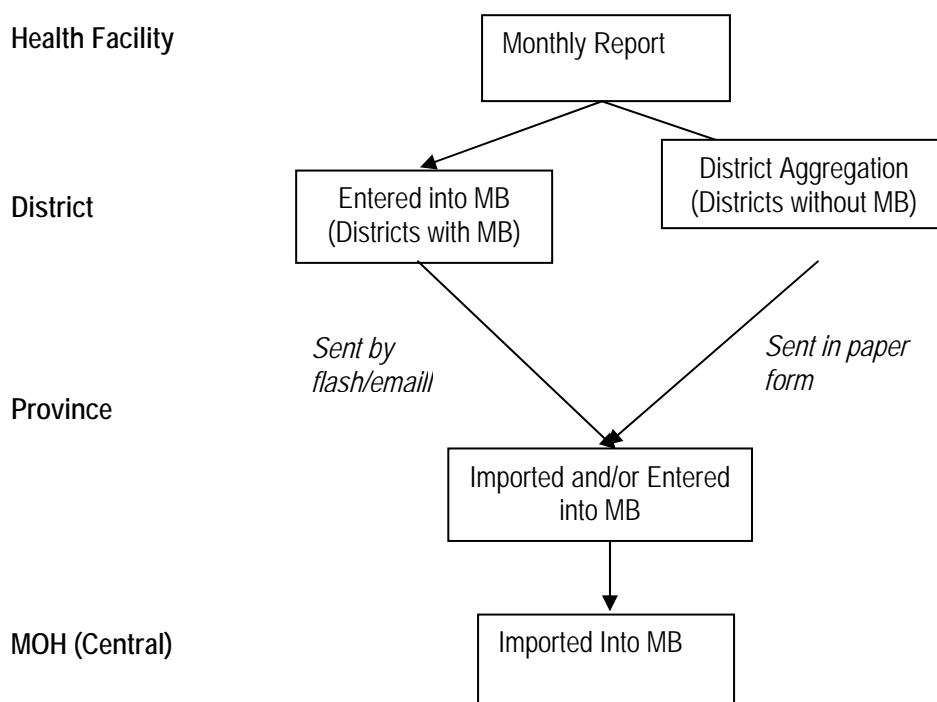 Health Facility
Monthly Report
District
Entered into MB
(Districts with MB)
District Aggregation
(Districts without MB)
Sent by
flash/emaill
Sent in paper
form
Province
Imported and/or Entered
into MB
MOH (Central)
Imported Into MB